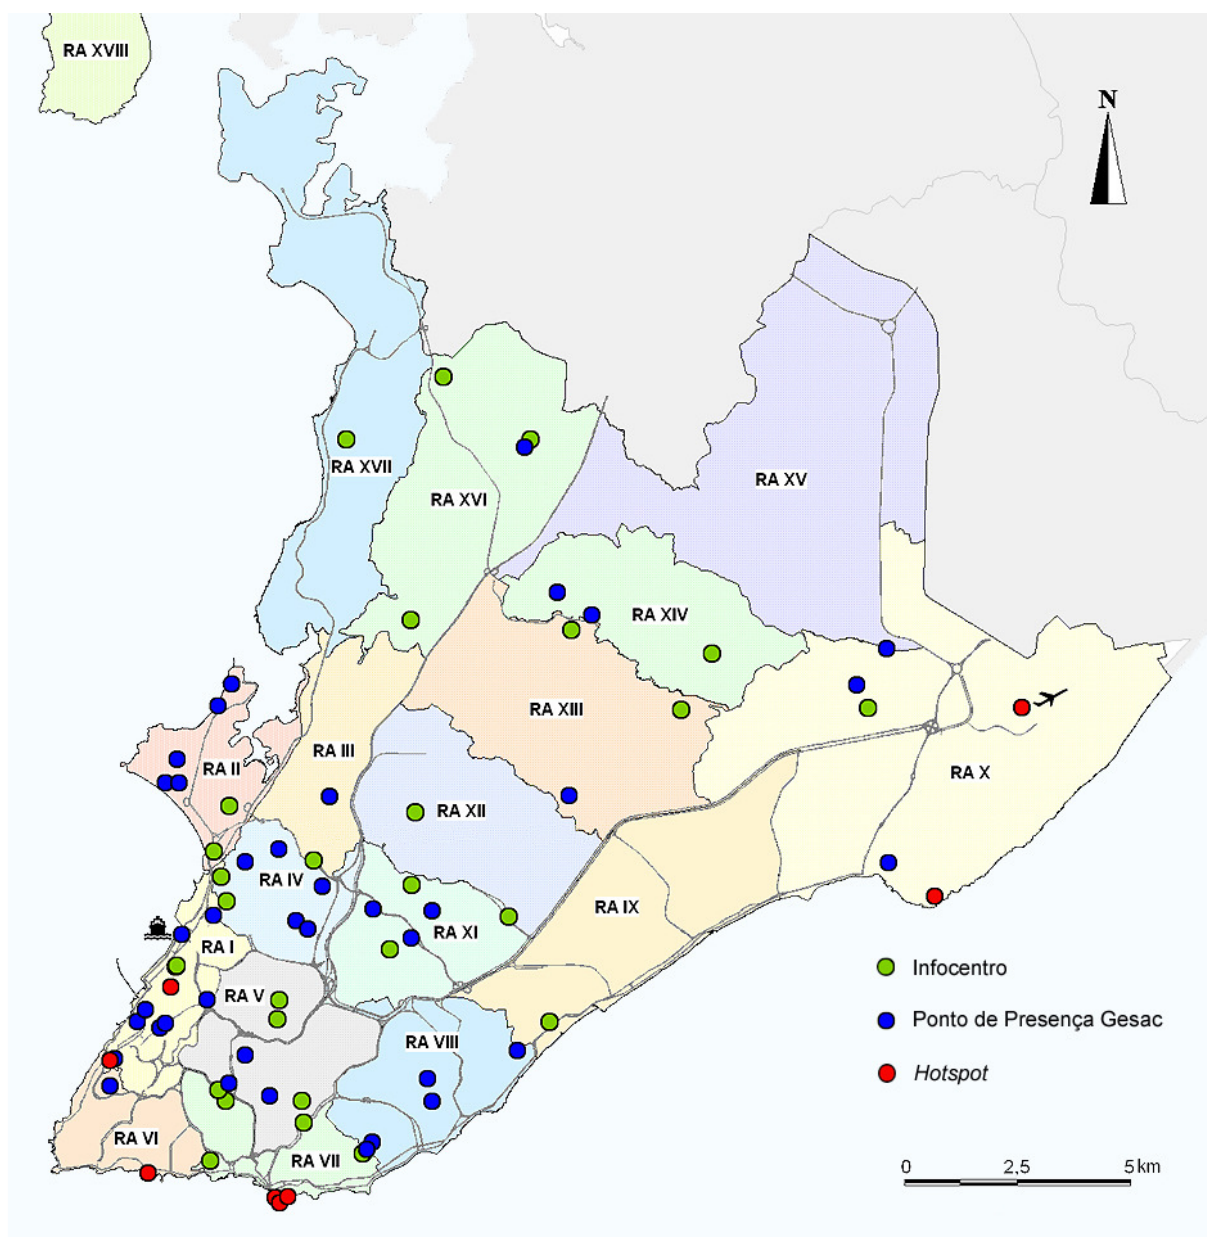 RA XVIII
N
RA XVII
RA XVI
RA XV
RA XIV
RA XIII
RA III
RA II
RA X
RA XII
RA IV
RA IX
RA XI
RA I
Infocentro
RA V
Ponto de Presença Gesac
RA VIII
Hotspot
RA VI
RA VII
0 2,5 5 km